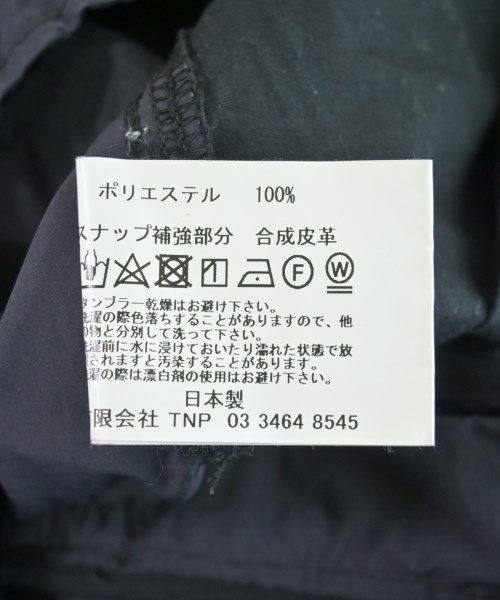 ポリエステル 100%
スナップ補強部分 合成皮革
F W
タンブラー乾燥はお避け下さい。
洗濯の際色落ちすることがありますので、他
の物と分別して洗って下さい。
洗濯前に水に浸けておいたり濡れた状態で放
されますと汚染することがあります。
洗濯の際は漂白剤の使用はお避け下さい。
日本製
有限会社 TNP 03 3464 8545